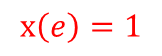 x(e) = 1